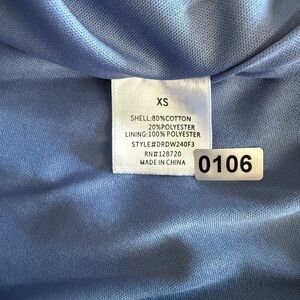 XS
SHELL:80%COTTON
20%POLYESTER
LINING:100% POLYESTER
STYLE#DRDW240F3
RN#128720
MADE IN CHINA
0106